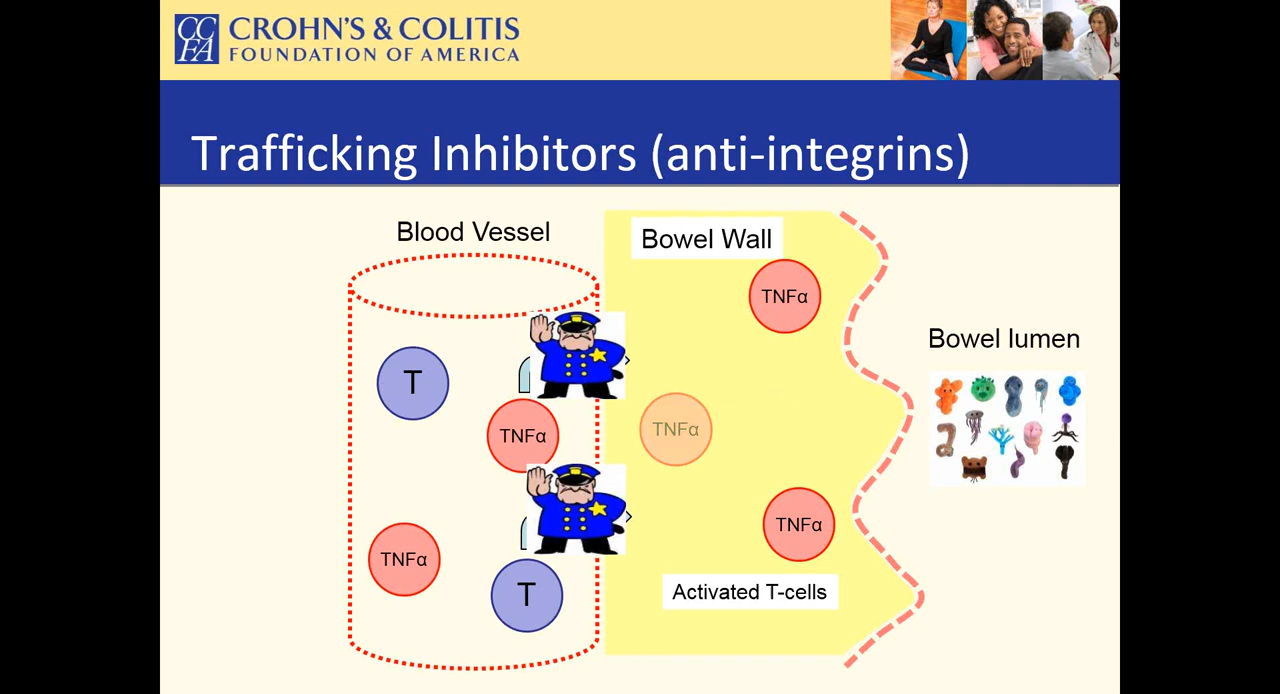 CCFA
CROHN'S & COLITIS
FOUNDATION OF AMERICA
Trafficking Inhibitors (anti-integrins)
Blood Vessel
Bowel Wall
TNFα
Bowel lumen
T
TNFα
TNFα
TNFα
TNFα
T
Activated T-cells